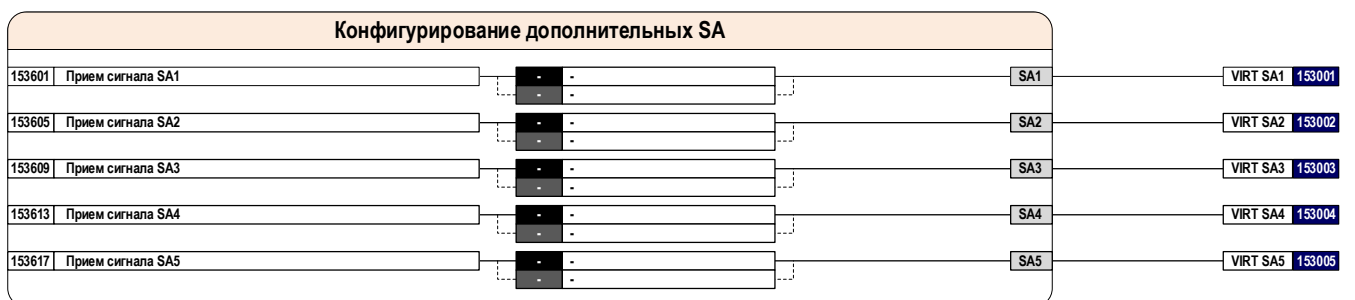 Конфигурирование дополнительных SA
153601 Прием сигнала SA1 - - SA1 VIRT SA1 153001
- -
153605 Прием сигнала SA2 - - SA2 VIRT SA2 153002
- -
153609 Прием сигнала SA3 - - SA3 VIRT SA3 153003
- -
153613 Прием сигнала SA4 - - SA4 VIRT SA4 153004
- -
153617 Прием сигнала SA5 - - SA5 VIRT SA5 153005
- -